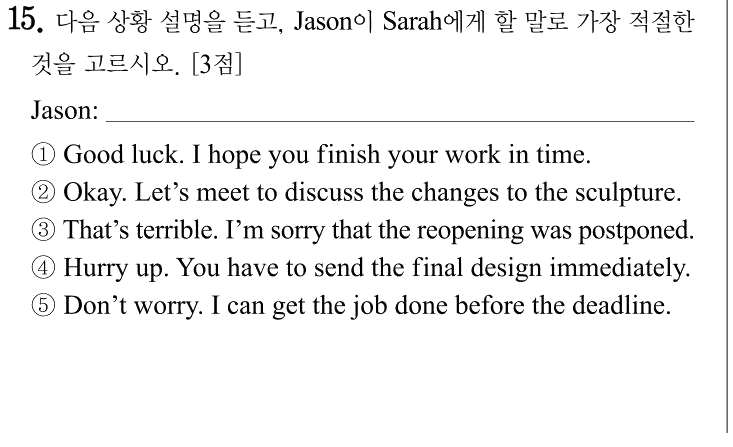 15. 다음 상황 설명을 듣고, Jason이 Sarah에게 할 말로 가장 적절한
것을 고르시오. [3점]
Jason: ______________________________
① Good luck. I hope you finish your work in time.
② Okay. Let’s meet to discuss the changes to the sculpture.
③ That’s terrible. I’m sorry that the reopening was postponed.
④ Hurry up. You have to send the final design immediately.
⑤ Don’t worry. I can get the job done before the deadline.